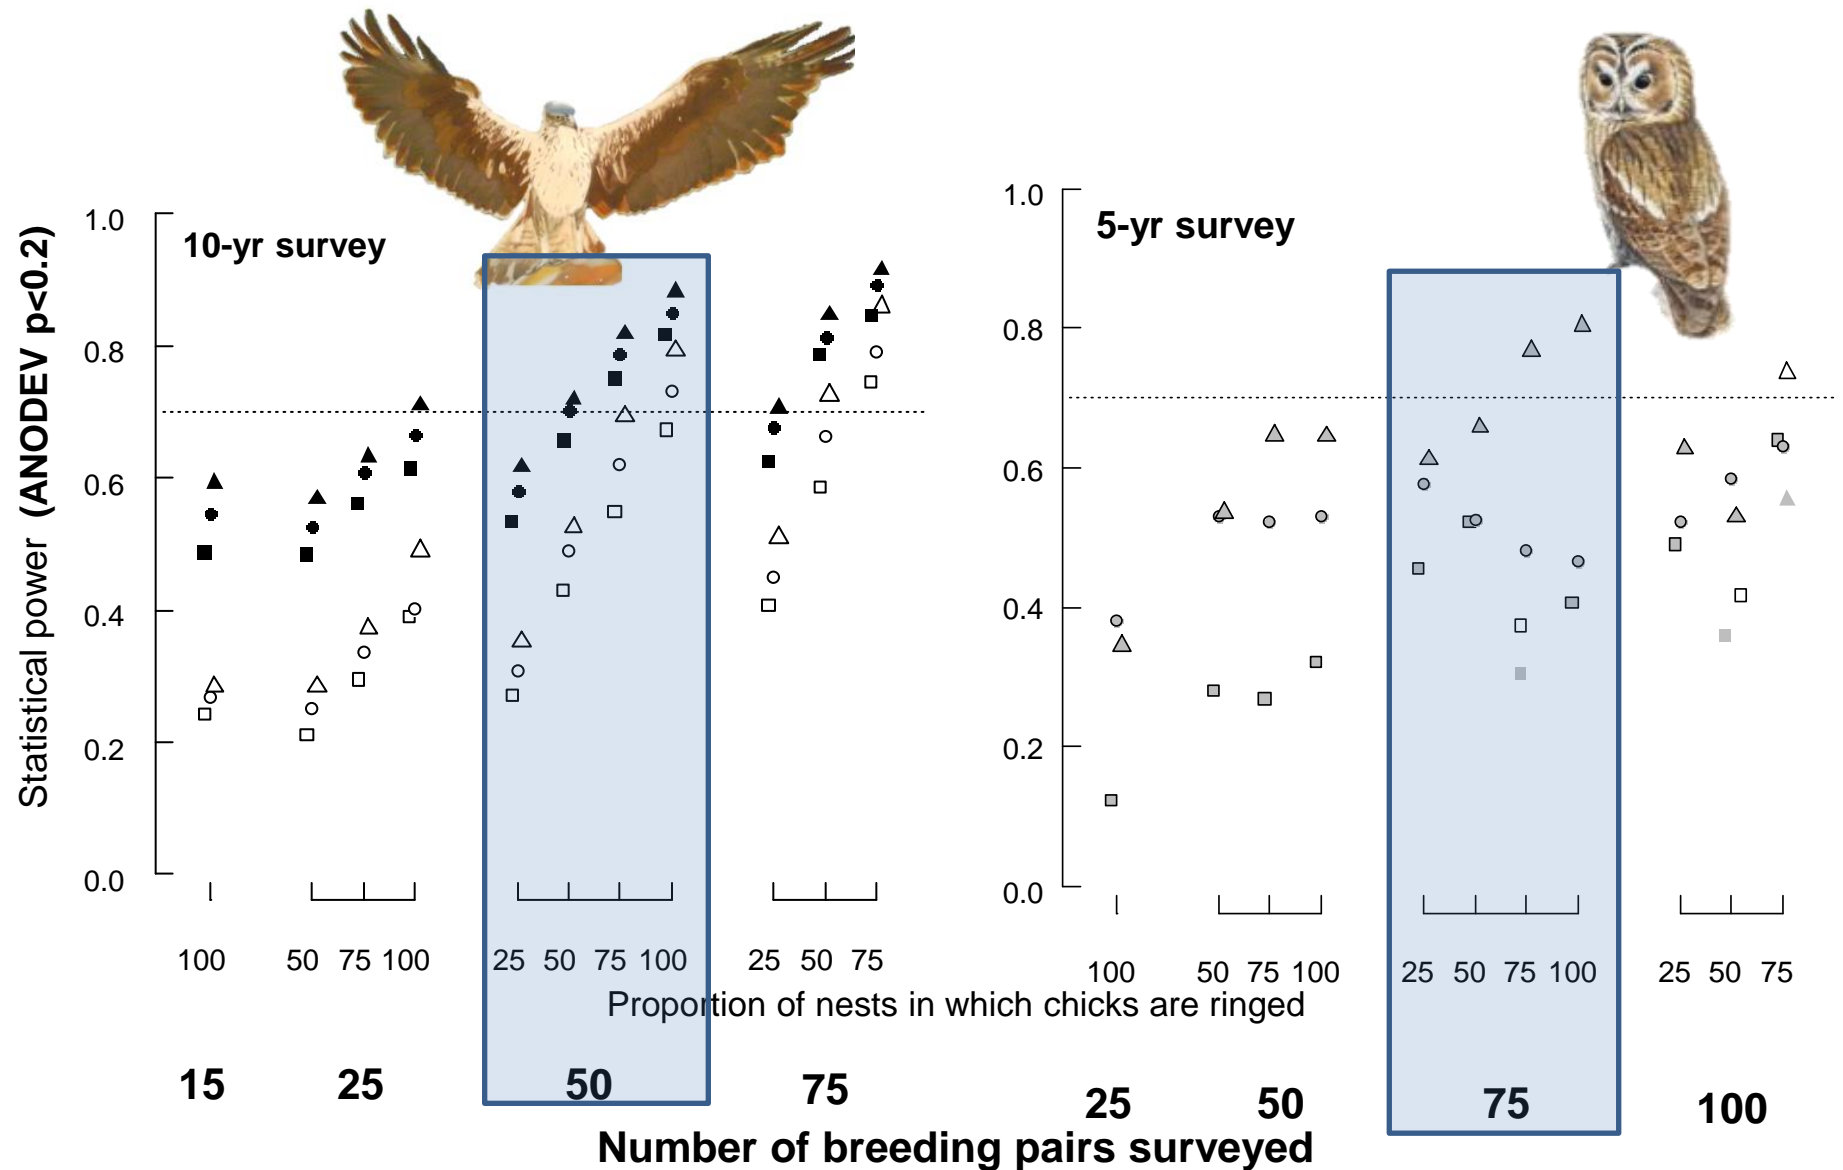 Statistical power (ANODEV p<0.2)
10-yr survey
1.0
0.8
0.6
0.4
0.2
0.0
100
50 75 100
25 50 75 100
25 50 75
5-yr survey
1.0
0.8
0.6
0.4
0.2
0.0
100
50 75 100
25 50 75 100
25 50 75
Proportion of nests in which chicks are ringed
15 25 50 75
25 50 75 100
Number of breeding pairs surveyed